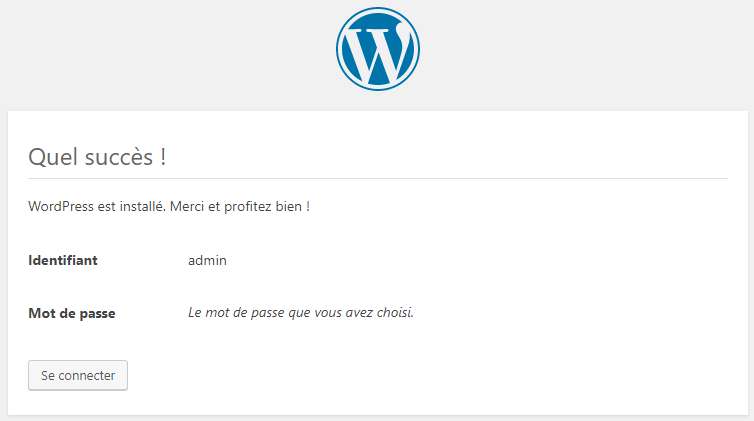 Quel succès !
WordPress est installé. Merci et profitez bien !
Identifiant admin
Mot de passe Le mot de passe que vous avez choisi.
Se connecter